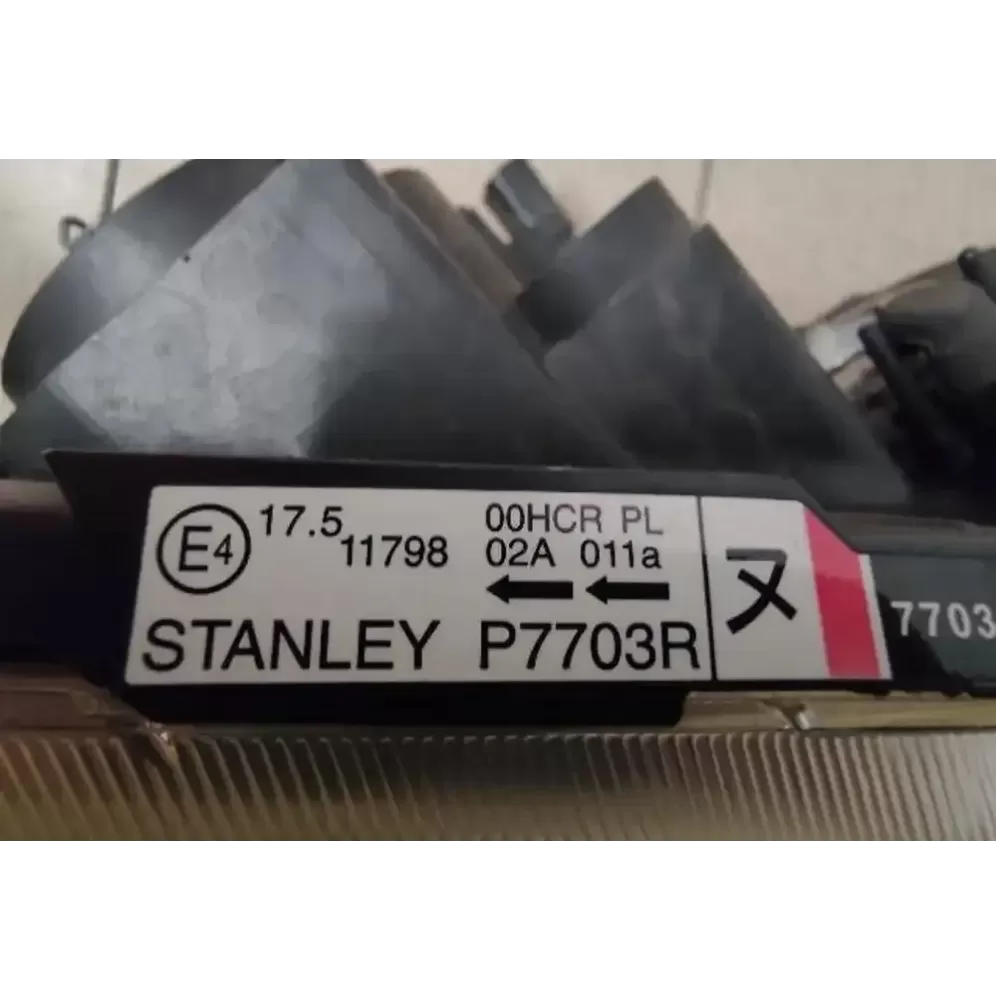 E4 17.5 00HCR PL
11798 02A 011a
← ←
STANLEY P7703R
ヌ
7703